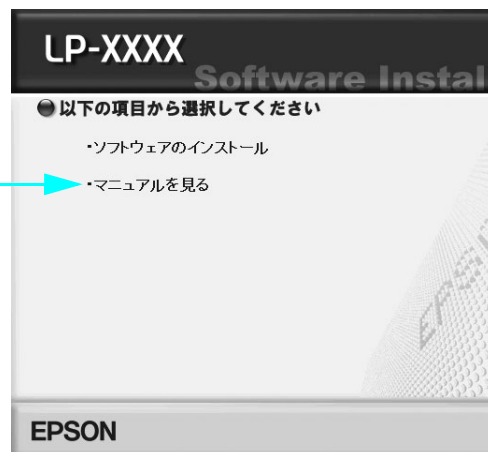 LP-XXXX
Software Instal
以下の項目から選択してください
・ソフトウェアのインストール
・マニュアルを見る
EPSON